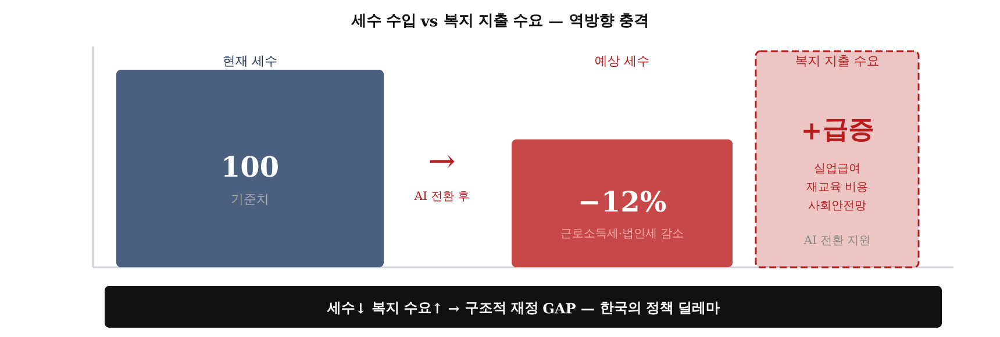 세수 수입 vs 복지 지출 수요 — 역방향 충격
현재 세수
100
기준치
→
AI 전환 후
예상 세수
−12%
근로소득세·법인세 감소
복지 지출 수요
+급증
실업급여
재교육 비용
사회안전망
AI 전환 지원
세수↓ 복지 수요↑ → 구조적 재정 GAP — 한국의 정책 딜레마